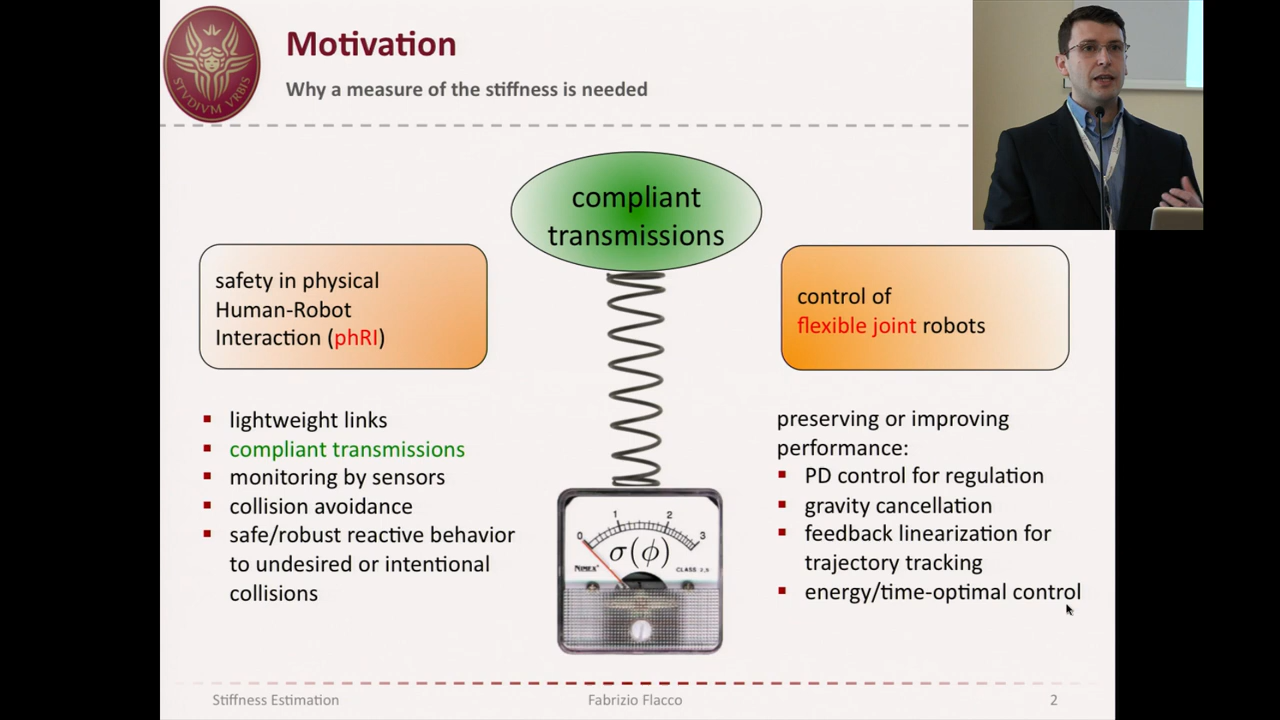 STVDIVM VRBIS
Motivation
Why a measure of the stiffness is needed
compliant
transmissions
safety in physical
Human-Robot
Interaction (phRI)
control of
flexible joint robots
lightweight links
compliant transmissions
monitoring by sensors
collision avoidance
safe/robust reactive behavior
to undesired or intentional
collisions
preserving or improving
performance:
PD control for regulation
gravity cancellation
feedback linearization for
trajectory tracking
energy/time-optimal control
0 1 2 3
σ(ϕ)
Stiffness Estimation
Fabrizio Flacco
2